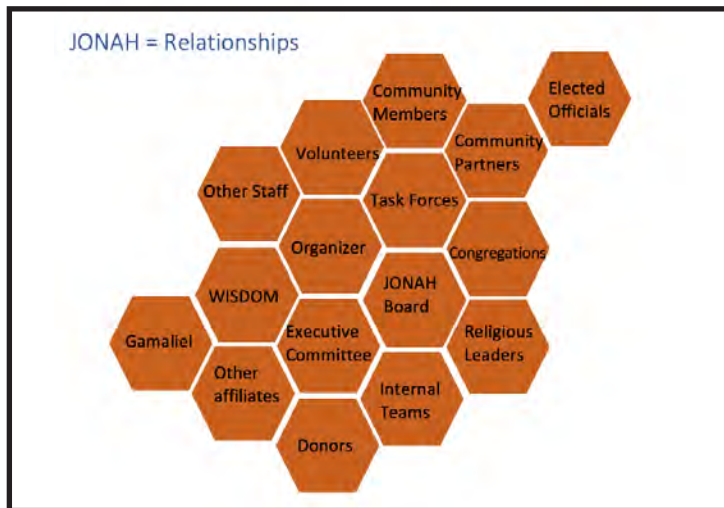 JONAH = Relationships
Community
Members
Elected
Officials
Volunteers
Community
Partners
Other Staff
Task Forces
Organizer
Congregations
WISDOM
JONAH
Board
Gamaliel
Executive
Committee
Religious
Leaders
Other
affiliates
Internal
Teams
Donors